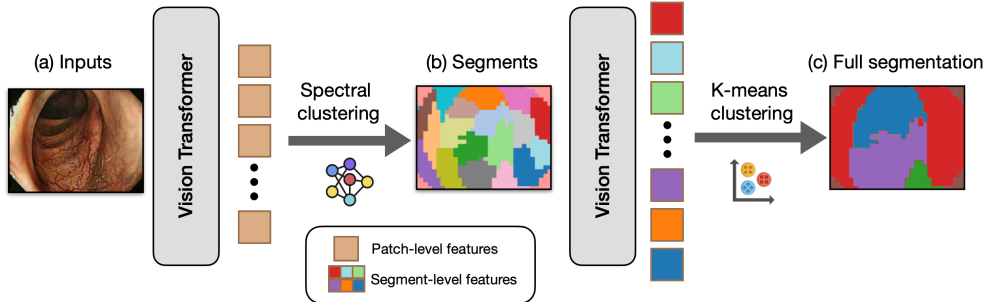 (a) Inputs
Vision Transformer
Spectral
clustering
(b) Segments
Vision Transformer
K-means
clustering
(c) Full segmentation
Patch-level features
Segment-level features